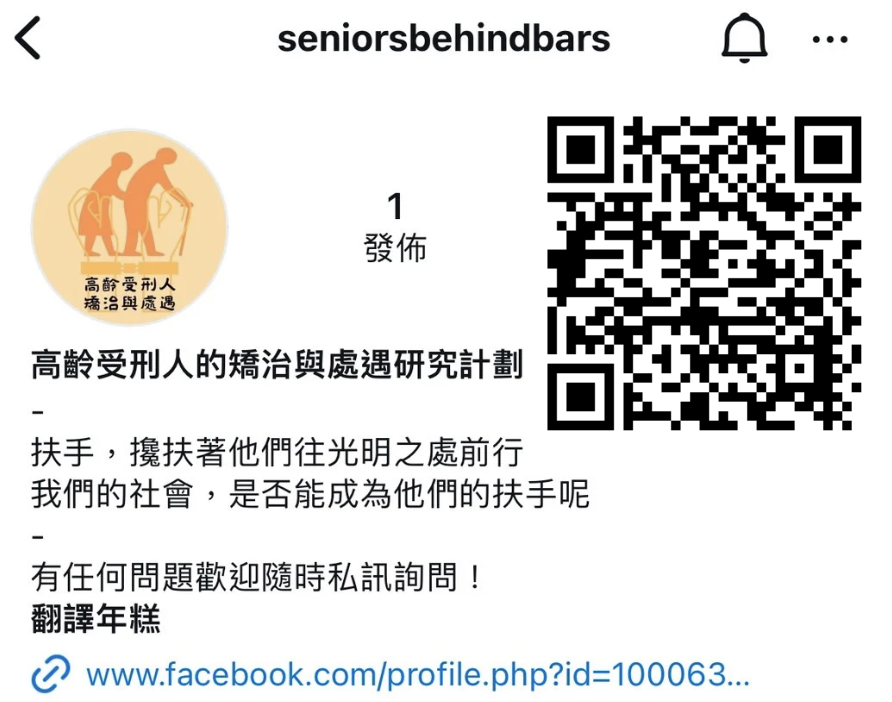 seniorsbehindbars
高齡受刑人
矯治與處遇
1
發佈
高齡受刑人的矯治與處遇研究計劃
-
扶手，攙扶著他們往光明之處前行
我們的社會，是否能成為他們的扶手呢
-
有任何問題歡迎隨時私訊詢問！
翻譯年糕
www.facebook.com/profile.php?id=100063...